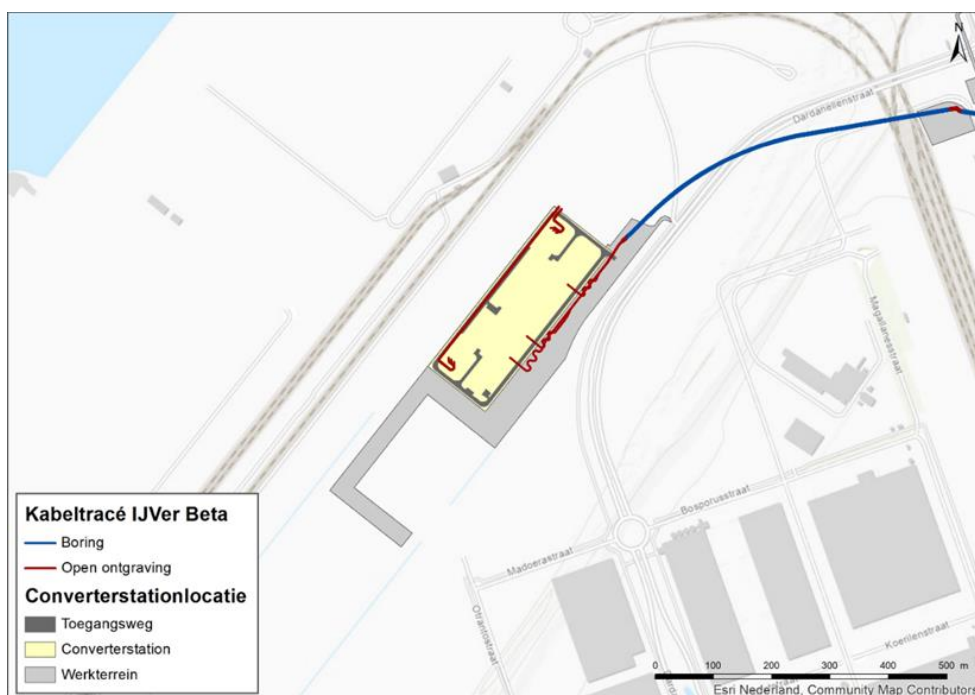 N
Dardanellenstraat
Magallanesstraat
Bosporusstraat
Madoerastraat
Otrantostraat
Koerilenstraat
Kabeltracé IJVer Beta
Boring
Open ontgraving
Converterstationlocatie
Toegangsweg
Converterstation
Werkterrein
0 100 200 300 400 500 m
Esri Nederland, Community Map Contributors